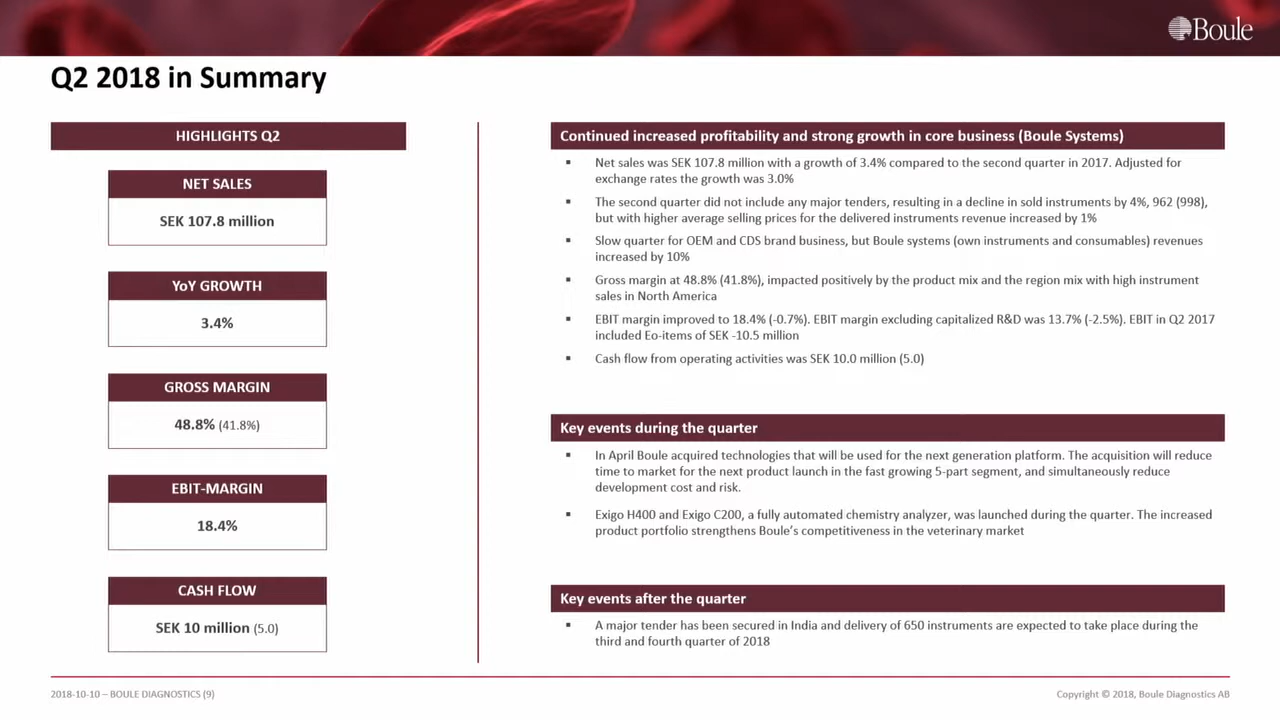 Boule
Q2 2018 in Summary
HIGHLIGHTS Q2
NET SALES
SEK 107.8 million
YoY GROWTH
3.4%
GROSS MARGIN
48.8% (41.8%)
EBIT-MARGIN
18.4%
CASH FLOW
SEK 10 million (5.0)
Continued increased profitability and strong growth in core business (Boule Systems)
▪ Net sales was SEK 107.8 million with a growth of 3.4% compared to the second quarter in 2017. Adjusted for
exchange rates the growth was 3.0%
▪ The second quarter did not include any major tenders, resulting in a decline in sold instruments by 4%, 962 (998),
but with higher average selling prices for the delivered instruments revenue increased by 1%
▪ Slow quarter for OEM and CDS brand business, but Boule systems (own instruments and consumables) revenues
increased by 10%
▪ Gross margin at 48.8% (41.8%), impacted positively by the product mix and the region mix with high instrument
sales in North America
▪ EBIT margin improved to 18.4% (-0.7%). EBIT margin excluding capitalized R&D was 13.7% (-2.5%). EBIT in Q2 2017
included Eo-items of SEK -10.5 million
▪ Cash flow from operating activities was SEK 10.0 million (5.0)
Key events during the quarter
▪ In April Boule acquired technologies that will be used for the next generation platform. The acquisition will reduce
time to market for the next product launch in the fast growing 5-part segment, and simultaneously reduce
development cost and risk.
▪ Exigo H400 and Exigo C200, a fully automated chemistry analyzer, was launched during the quarter. The increased
product portfolio strengthens Boule's competitiveness in the veterinary market
Key events after the quarter
▪ A major tender has been secured in India and delivery of 650 instruments are expected to take place during the
third and fourth quarter of 2018
2018-10-10 – BOULE DIAGNOSTICS (9)
Copyright © 2018, Boule Diagnostics AB